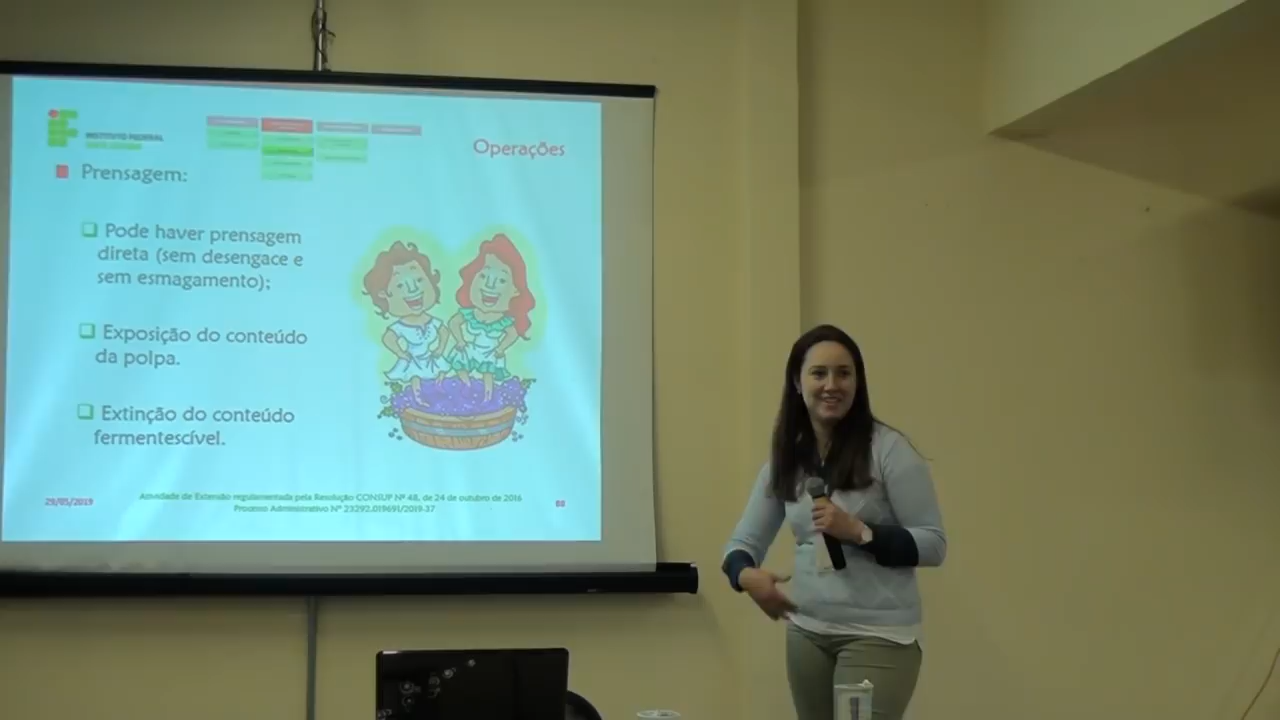 INSTITUTO FEDERAL
Operações
Prensagem:
Pode haver prensagem
direta (sem desengace e
sem esmagamento);
Exposição do conteúdo
da polpa.
Extinção do conteúdo
fermentescível.
29/05/2019
Atividade de Extensão regulamentada pela Resolução CONSUP Nº 48, de 24 de outubro de 2016
Processo Administrativo Nº 23292.019691/2019-37